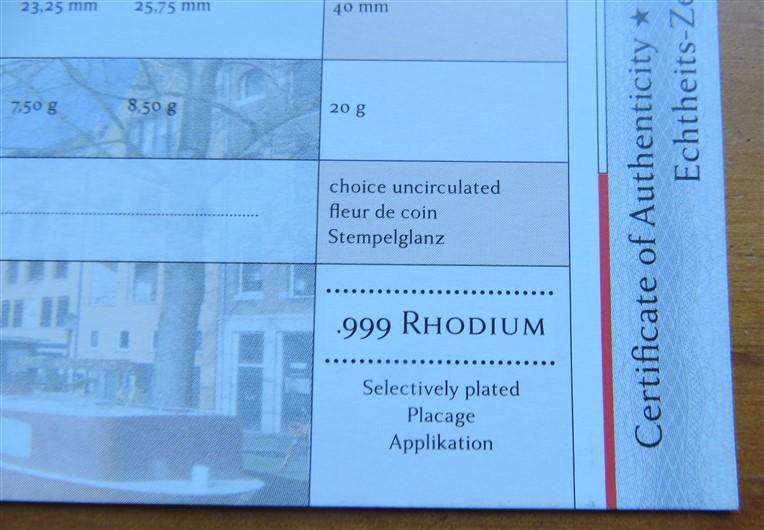 23,25 mm 25,75 mm 40 mm
7,50 g 8,50 g 20 g
choice uncirculated
fleur de coin
Stempelglanz
.999 RHODIUM
Selectively plated
Placage
Applikation
Certificate of Authenticity ★
Echtheits-Ze